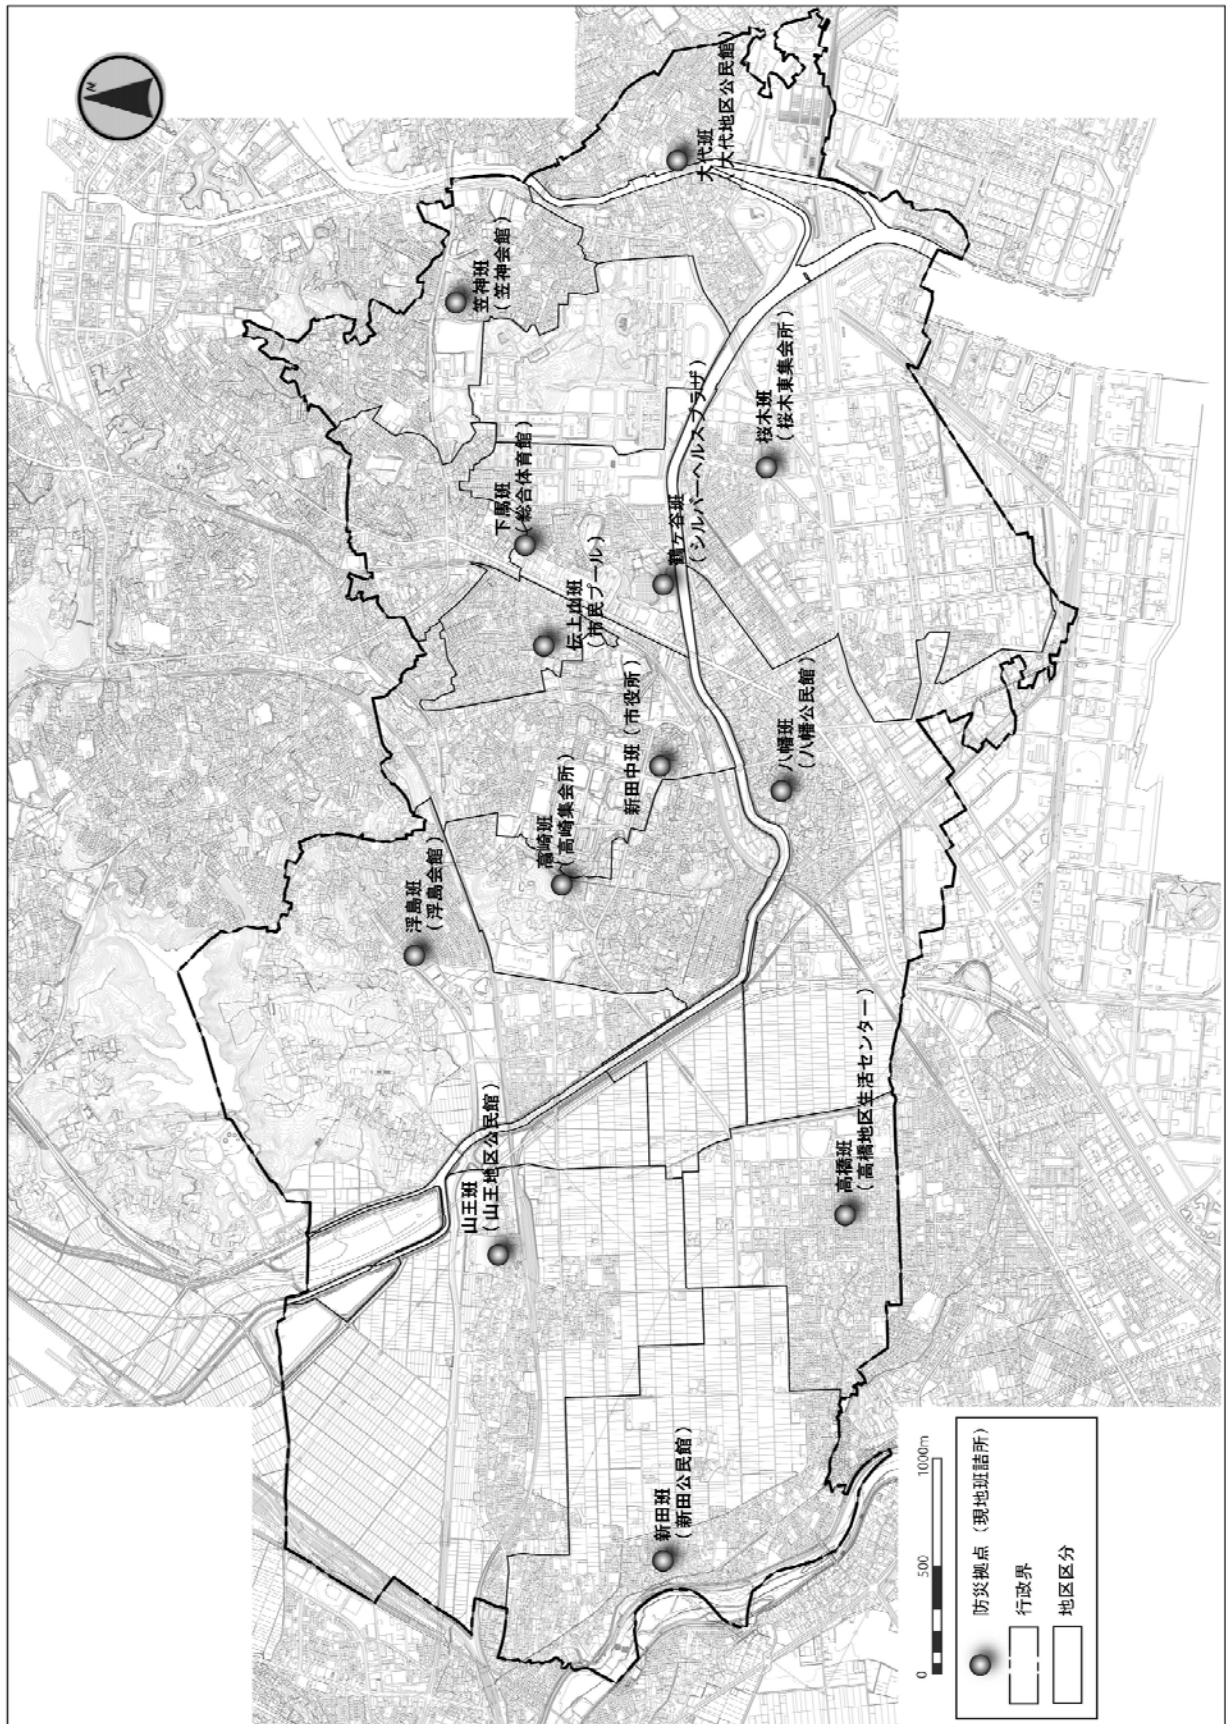 N
大代班
(大代地区公民館)
笠神班
(笠神会館)
桜木班
(桜木東集会所)
下馬班
(総合体育館)
鶴ヶ谷班
(シルバーヘルスプラザ)
伝上山班
(市民プール)
新田中班(市役所)
八幡班
(八幡公民館)
高崎班
(高崎集会所)
浮島班
(浮島会館)
山王班
(山王地区公民館)
高橋班
(高橋地区生活センター)
新田班
(新田公民館)
0 500 1000m
防災拠点(現地班詰所)
行政界
地区区分